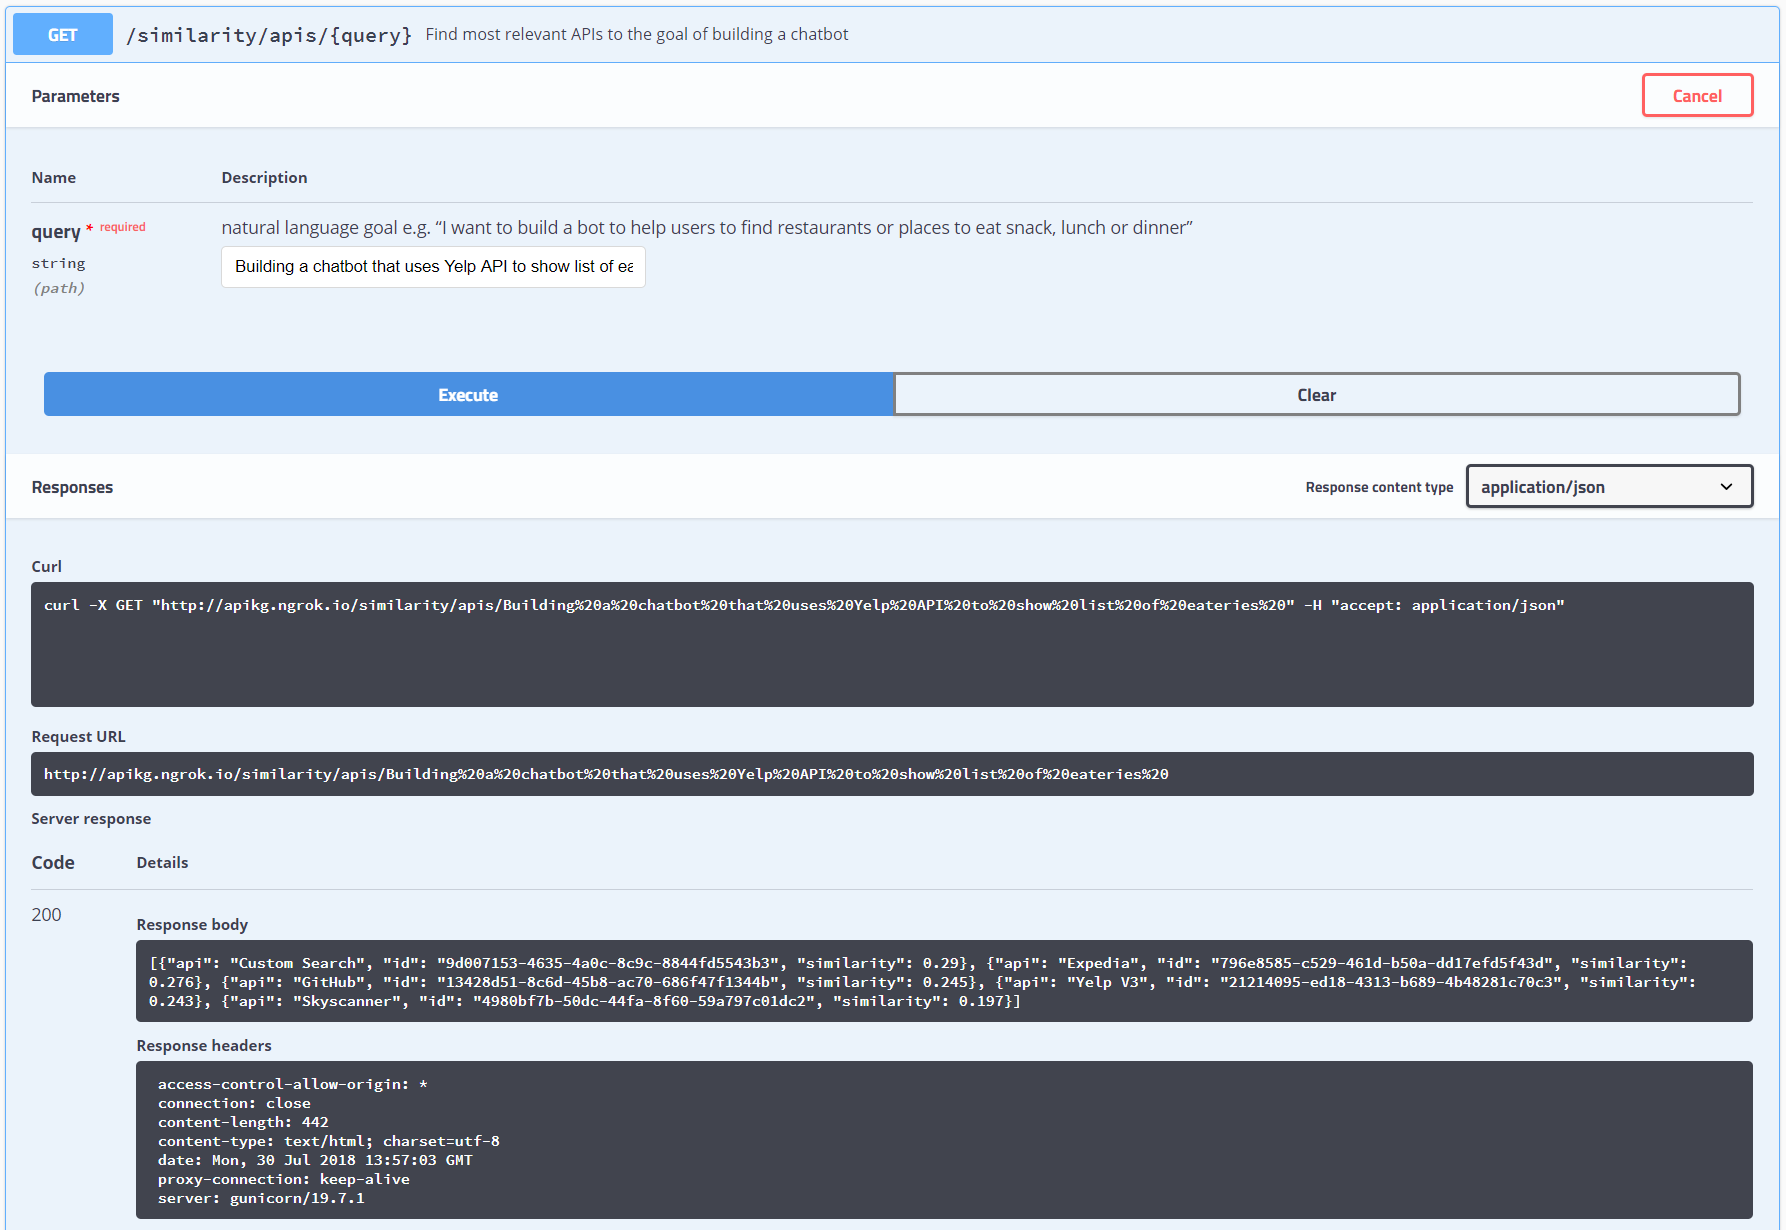 GET /similarity/apis/{query} Find most relevant APIs to the goal of building a chatbot
Parameters
Cancel
Name Description
query * required
natural language goal e.g. “I want to build a bot to help users to find restaurants or places to eat snack, lunch or dinner”
string
(path)
Building a chatbot that uses Yelp API to show list of ea
Execute
Clear
Responses
Response content type
application/json
Curl
curl -X GET "http://apikg.ngrok.io/similarity/apis/Building%20a%20chatbot%20that%20uses%20Yelp%20API%20to%20show%20list%20of%20eateries%20" -H "accept: application/json"
Request URL
http://apikg.ngrok.io/similarity/apis/Building%20a%20chatbot%20that%20uses%20Yelp%20API%20to%20show%20list%20of%20eateries%20
Server response
Code Details
200
Response body
[{"api": "Custom Search", "id": "9d007153-4635-4a0c-8c9c-8844fd5543b3", "similarity": 0.29}, {"api": "Expedia", "id": "796e8585-c529-461d-b50a-dd17efd5f43d", "similarity":
0.276}, {"api": "GitHub", "id": "13428d51-8c6d-45b8-ac70-686f47f1344b", "similarity": 0.245}, {"api": "Yelp V3", "id": "21214095-ed18-4313-b689-4b48281c70c3", "similarity":
0.243}, {"api": "Skyscanner", "id": "4980bf7b-50dc-44fa-8f60-59a797c01dc2", "similarity": 0.197}]
Response headers
access-control-allow-origin: *
connection: close
content-length: 442
content-type: text/html; charset=utf-8
date: Mon, 30 Jul 2018 13:57:03 GMT
proxy-connection: keep-alive
server: gunicorn/19.7.1